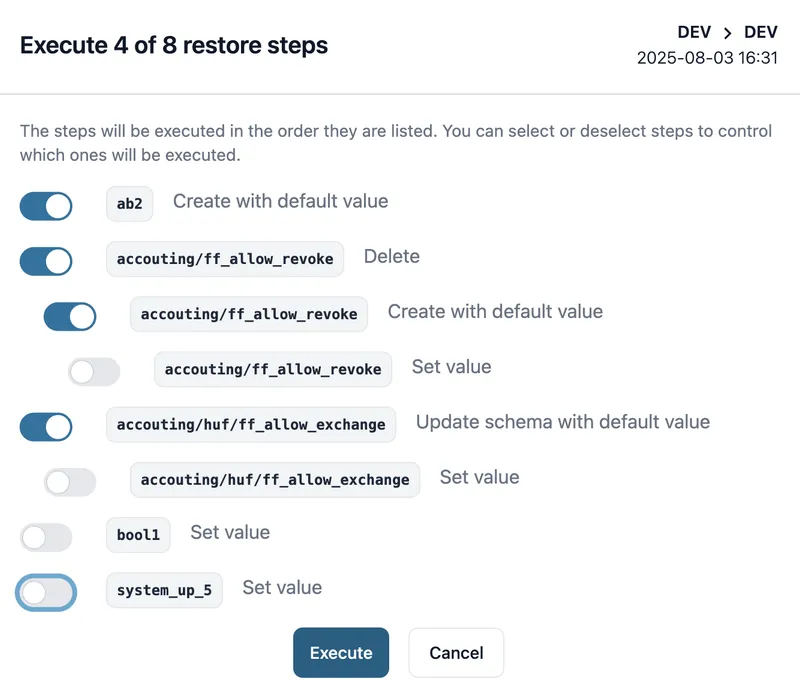 Execute 4 of 8 restore steps
DEV > DEV
2025-08-03 16:31
The steps will be executed in the order they are listed. You can select or deselect steps to control
which ones will be executed.
ab2 Create with default value
accouting/ff_allow_revoke Delete
accouting/ff_allow_revoke Create with default value
accouting/ff_allow_revoke Set value
accouting/huf/ff_allow_exchange Update schema with default value
accouting/huf/ff_allow_exchange Set value
bool1 Set value
system_up_5 Set value
Execute Cancel